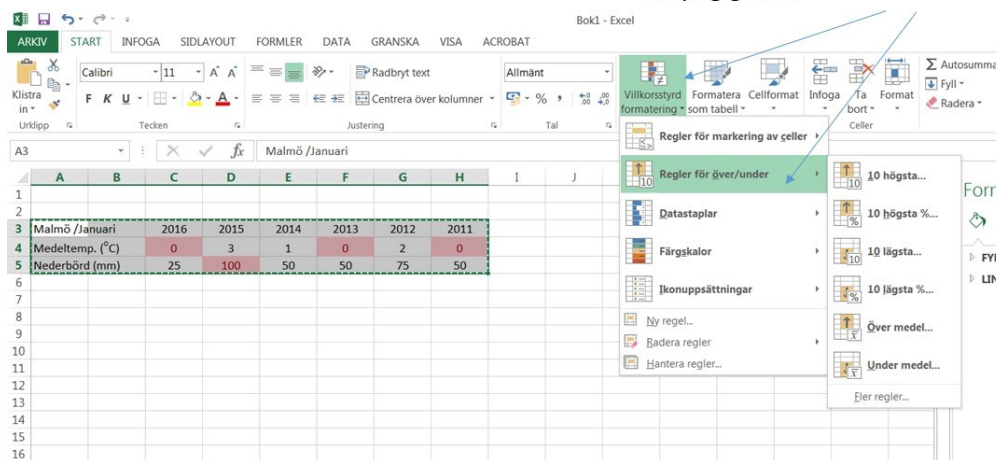 Bok1 - Excel
ARKIV START INFOGA SIDLAYOUT FORMLER DATA GRANSKA VISA ACROBAT
Klistra in
Calibri 11 A A
F K U A
Radbryt text
Centrera över kolumner
Allmänt
% , ,00 ,0
Villkorsstyrd formatering
Formatera som tabell
Cellformat
Infoga
Ta bort
Format
Σ Autosumma
Fyll
Radera
Urklipp Tecken Justering Tal Celler
A3 fx Malmö /Januari
A B C D E F G H I J
1
2
3 Malmö /Januari 2016 2015 2014 2013 2012 2011
4 Medeltemp. (°C) 0 3 1 0 2 0
5 Nederbörd (mm) 25 100 50 50 75 50
6
7
8
9
10
11
12
13
14
15
16
Regler för markering av celler
Regler för över/under
Datastaplar
Färgskalor
Ikonuppsättningar
Ny regel...
Radera regler
Hantera regler...
10 högsta...
10 högsta %...
10 lägsta...
10 lägsta %...
Över medel...
Under medel...
Fler regler...